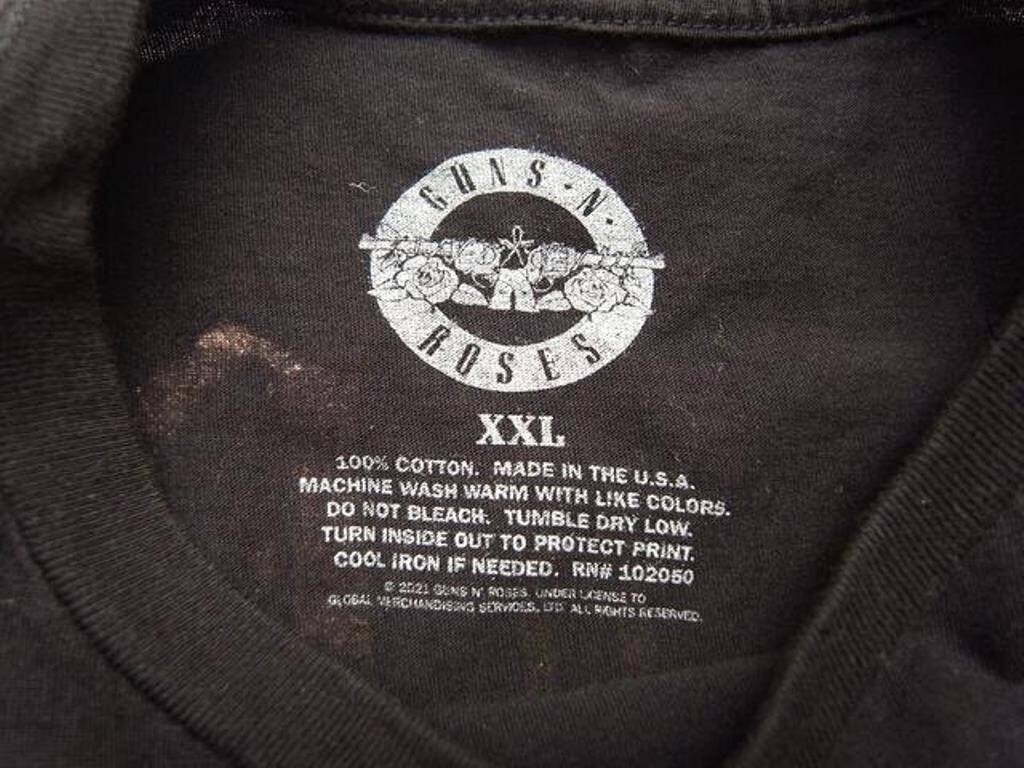 GUNS · N ·
ROSES
XXL
100% COTTON. MADE IN THE U.S.A.
MACHINE WASH WARM WITH LIKE COLORS.
DO NOT BLEACH. TUMBLE DRY LOW.
TURN INSIDE OUT TO PROTECT PRINT.
COOL IRON IF NEEDED. RN# 102050
© 2021 GUNS N' ROSES. UNDER LICENSE TO
GLOBAL MERCHANDISING SERVICES, LTD. ALL RIGHTS RESERVED.